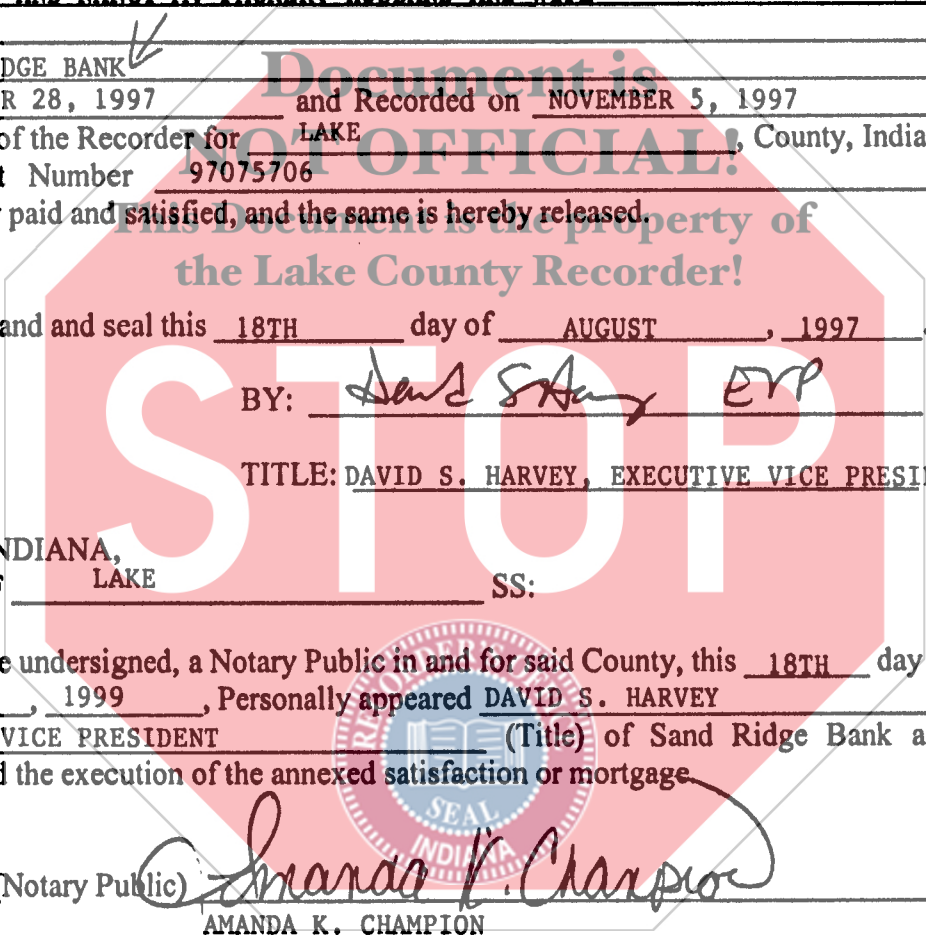 DGE BANK
R 28, 1997 and Recorded on NOVEMBER 5, 1997
of the Recorder for LAKE, County, India
t Number 97075706
paid and satisfied, and the same is hereby released.
Document is
NOT OFFICIAL!
This Document is the property of
the Lake County Recorder!
and and seal this 18TH day of AUGUST, 1997.
BY: David S Harvey EVP
TITLE: DAVID S. HARVEY, EXECUTIVE VICE PRESI
STOP
NDIANA,
LAKE SS:
e undersigned, a Notary Public in and for said County, this 18TH day
, 1999, Personally appeared DAVID S. HARVEY
VICE PRESIDENT (Title) of Sand Ridge Bank a
d the execution of the annexed satisfaction or mortgage
SEAL
INDIANA
Amanda K. Champion
Notary Public)
AMANDA K. CHAMPION